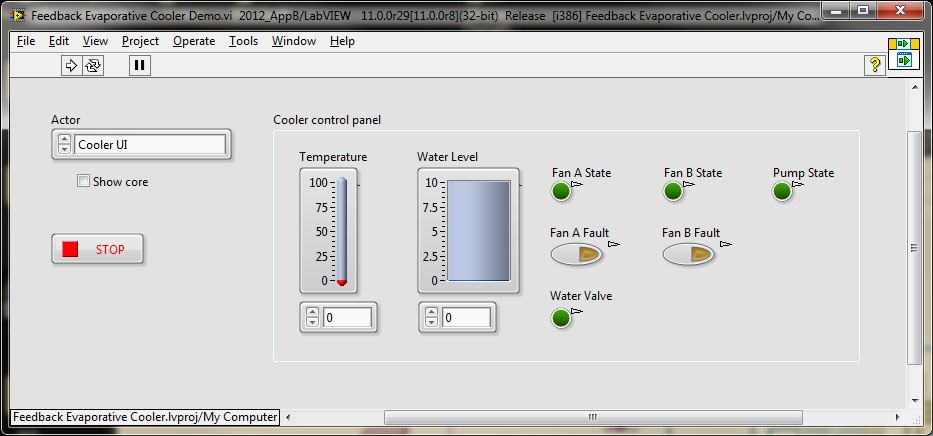 Feedback Evaporative Cooler Demo.vi 2012_AppB/LabVIEW 11.0.0r29[11.0.0r8](32-bit) Release [i386] Feedback Evaporative Cooler.lvproj/My Co...
File Edit View Project Operate Tools Window Help
?
Actor
Cooler UI
Show core
STOP
Cooler control panel
Temperature
100
75
50
25
0
0
Water Level
10
7.5
5
2.5
0
0
Fan A State Fan B State Pump State
Fan A Fault Fan B Fault
Water Valve
Feedback Evaporative Cooler.lvproj/My Computer